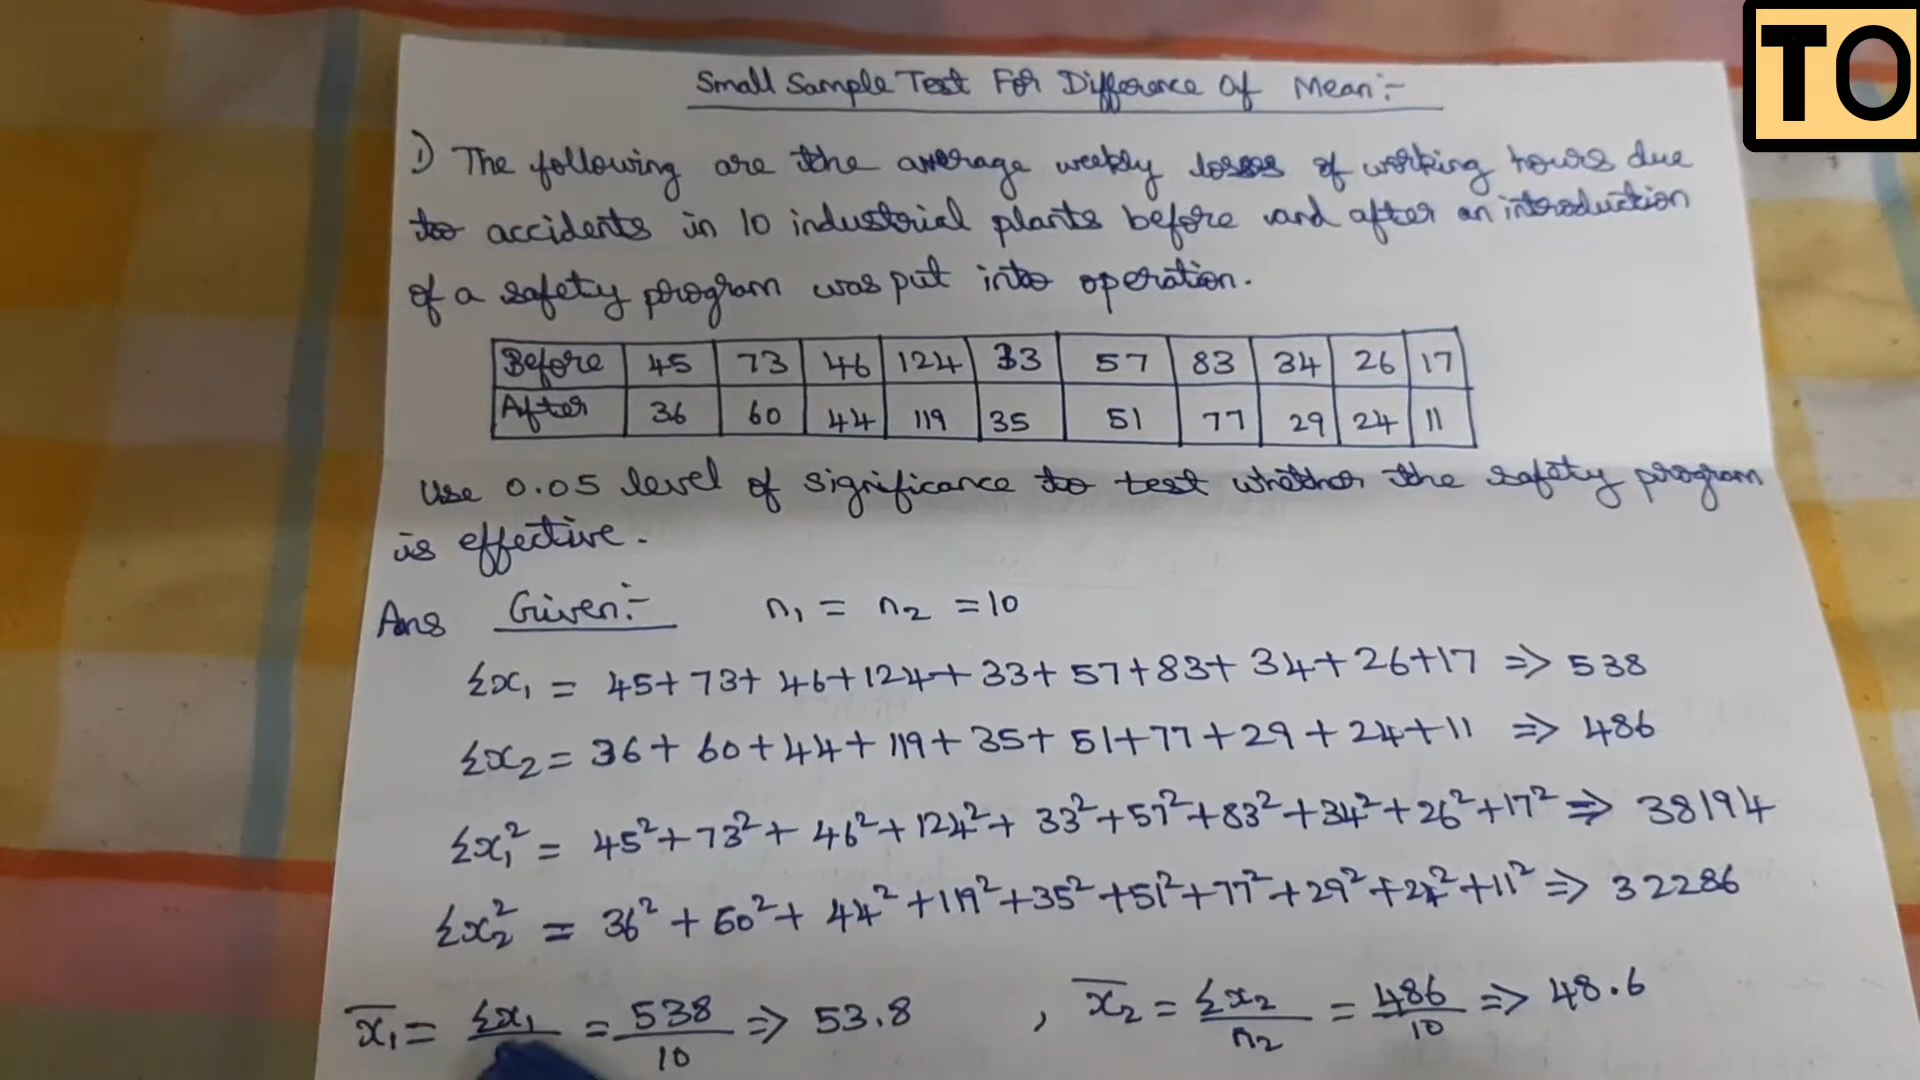 TO
Small Sample Test For Difference Of Mean:-
1) The following are the average weekly losses of working hours due
to accidents in 10 industrial plants before and after an introduction
of a safety program was put into operation.
Before 45 73 46 124 33 57 83 34 26 17
After 36 60 44 119 35 51 77 29 24 11
Use 0.05 level of significance to test whether the safety program
is effective.
Ans Given:- n₁ = n₂ = 10
Σx₁ = 45+73+46+124+33+57+83+34+26+17 => 538
Σx₂ = 36+60+44+119+35+51+77+29+24+11 => 486
Σx₁² = 45²+73²+46²+124²+33²+57²+83²+34²+26²+17² => 38194
Σx₂² = 36²+60²+44²+119²+35²+51²+77²+29²+24²+11² => 32286
x̄₁ = Σx₁ = 538/10 => 53.8 , x̄₂ = Σx₂/n₂ = 486/10 => 48.6